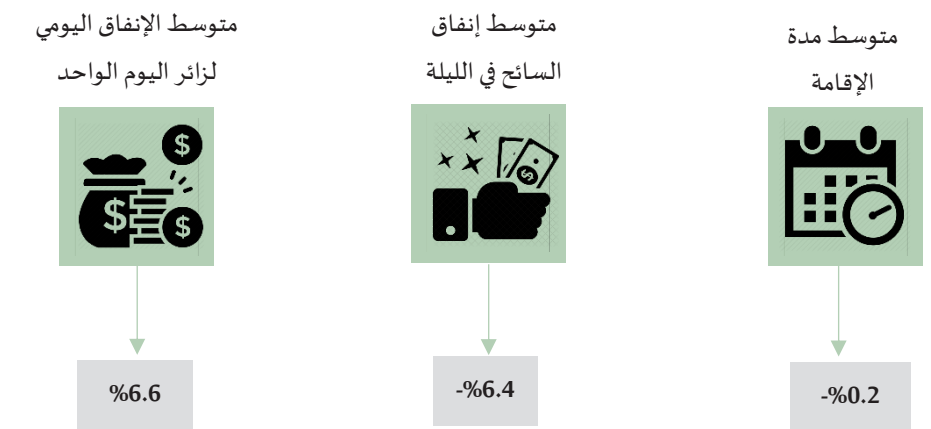 متوسط مدة
الإقامة
-%0.2
متوسط إنفاق
السائح في الليلة
-%6.4
متوسط الإنفاق اليومي
لزائر اليوم الواحد
%6.6